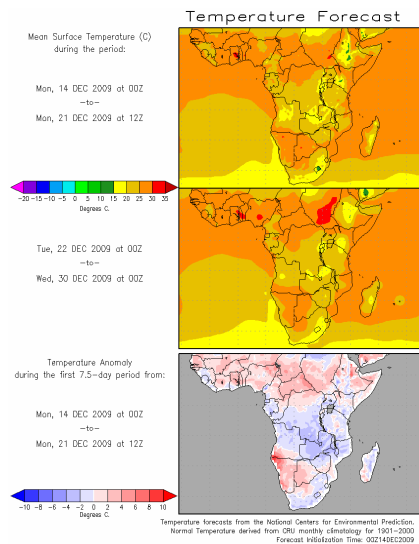 Temperature Forecast
Mean Surface Temperature (C)
during the period:
Mon, 14 DEC 2009 at 00Z
—to—
Mon, 21 DEC 2009 at 12Z
−20 −15 −10 −5 0 5 10 15 20 25 30 35
Degrees C.
Tue, 22 DEC 2009 at 00Z
—to—
Wed, 30 DEC 2009 at 00Z
Temperature Anomaly
during the first 7.5−day period from:
Mon, 14 DEC 2009 at 00Z
—to—
Mon, 21 DEC 2009 at 12Z
−10 −8 −6 −4 −2 0 2 4 6 8 10
Degrees C.
Temperature forecasts from the National Centers for Environmental Prediction.
Normal Temperature derived from CRU monthly climatology for 1901−2000
Forecast Initialization Time: 00Z14DEC2009